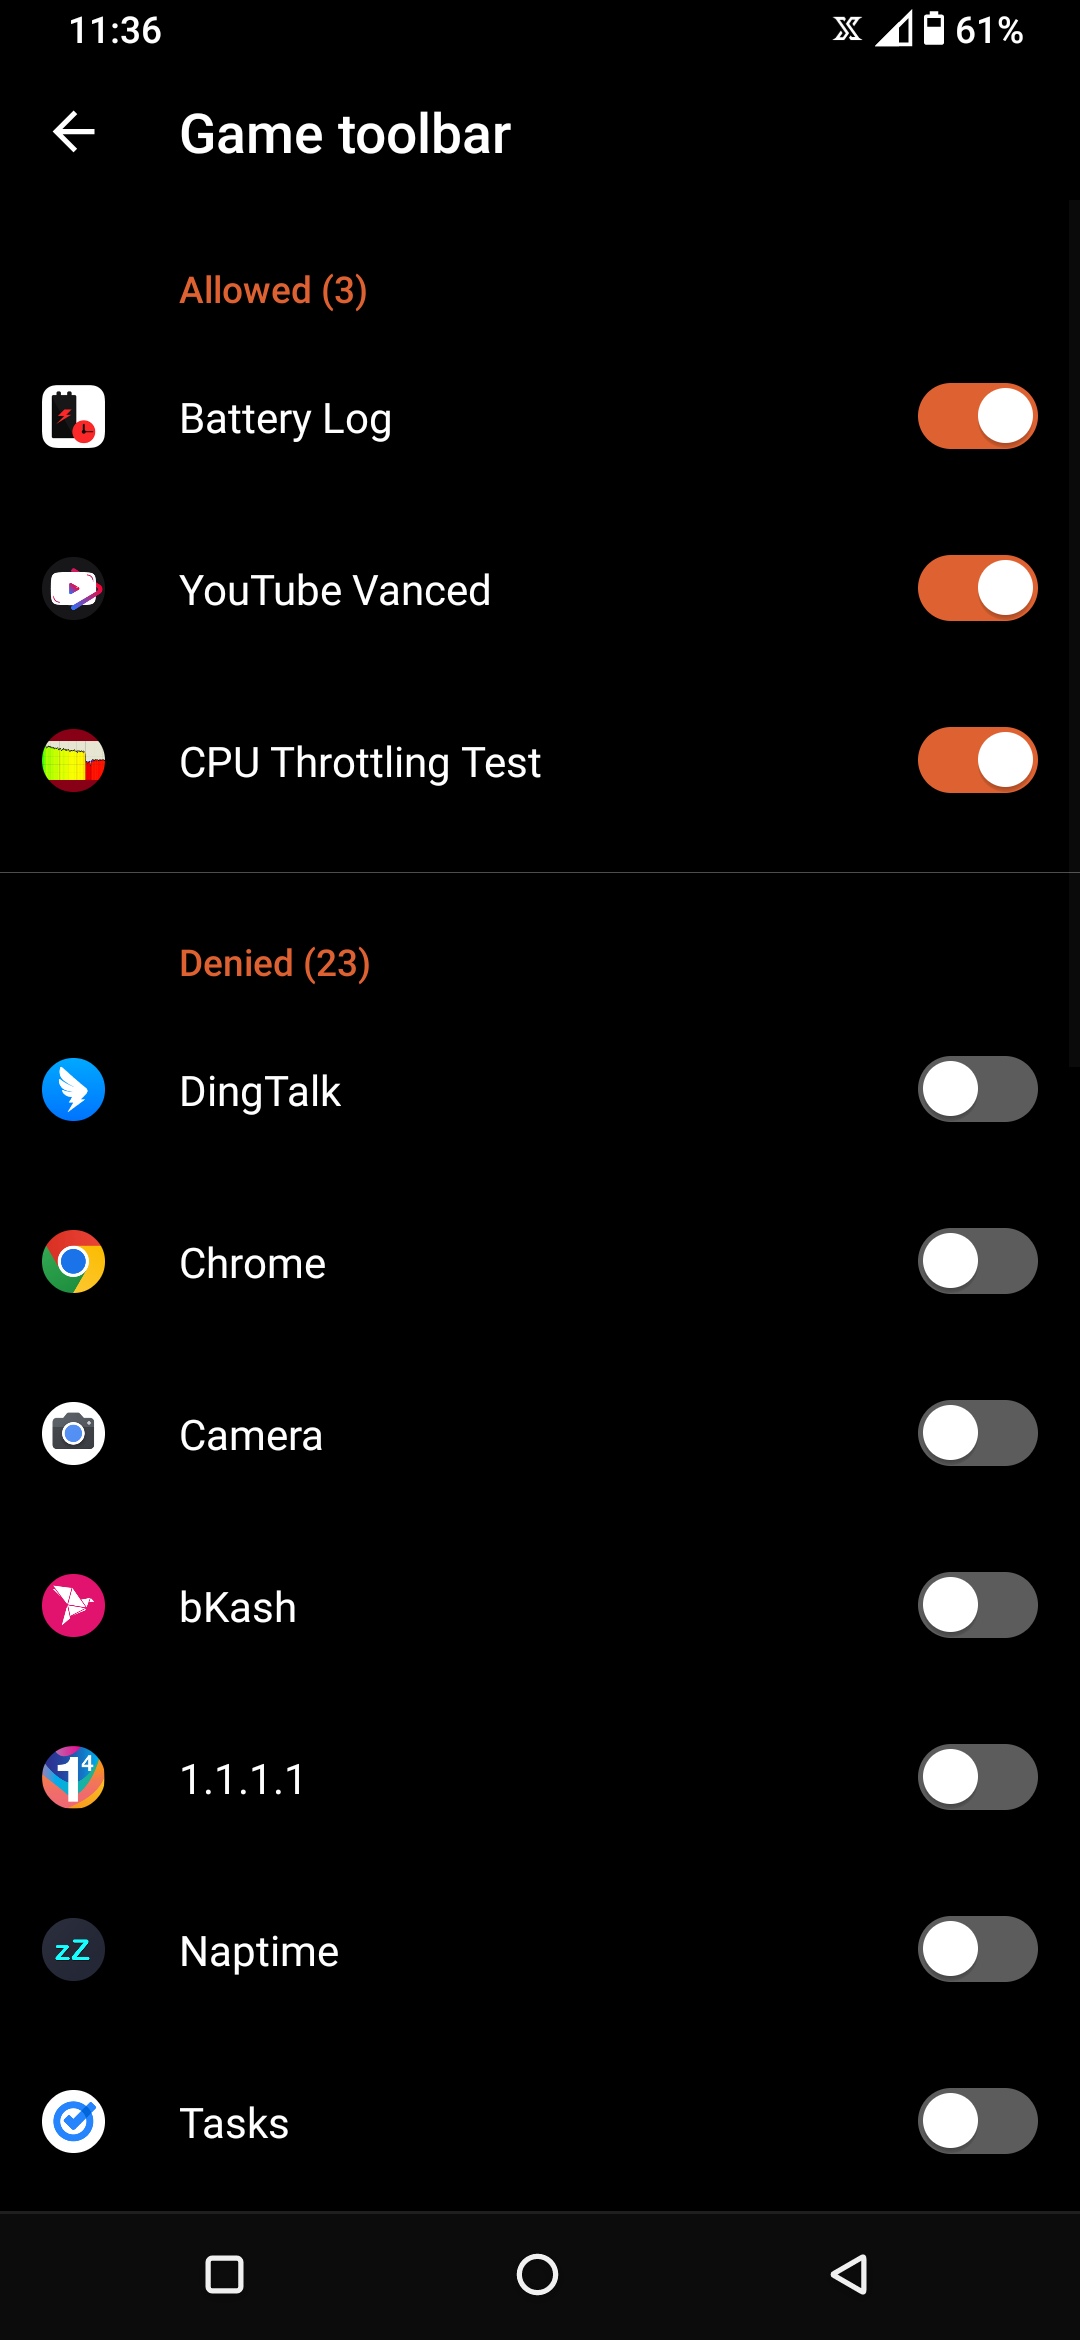 11:36 61%
Game toolbar
Allowed (3)
Battery Log
YouTube Vanced
CPU Throttling Test
Denied (23)
DingTalk
Chrome
Camera
bKash
1.1.1.1
Naptime
zZ
Tasks